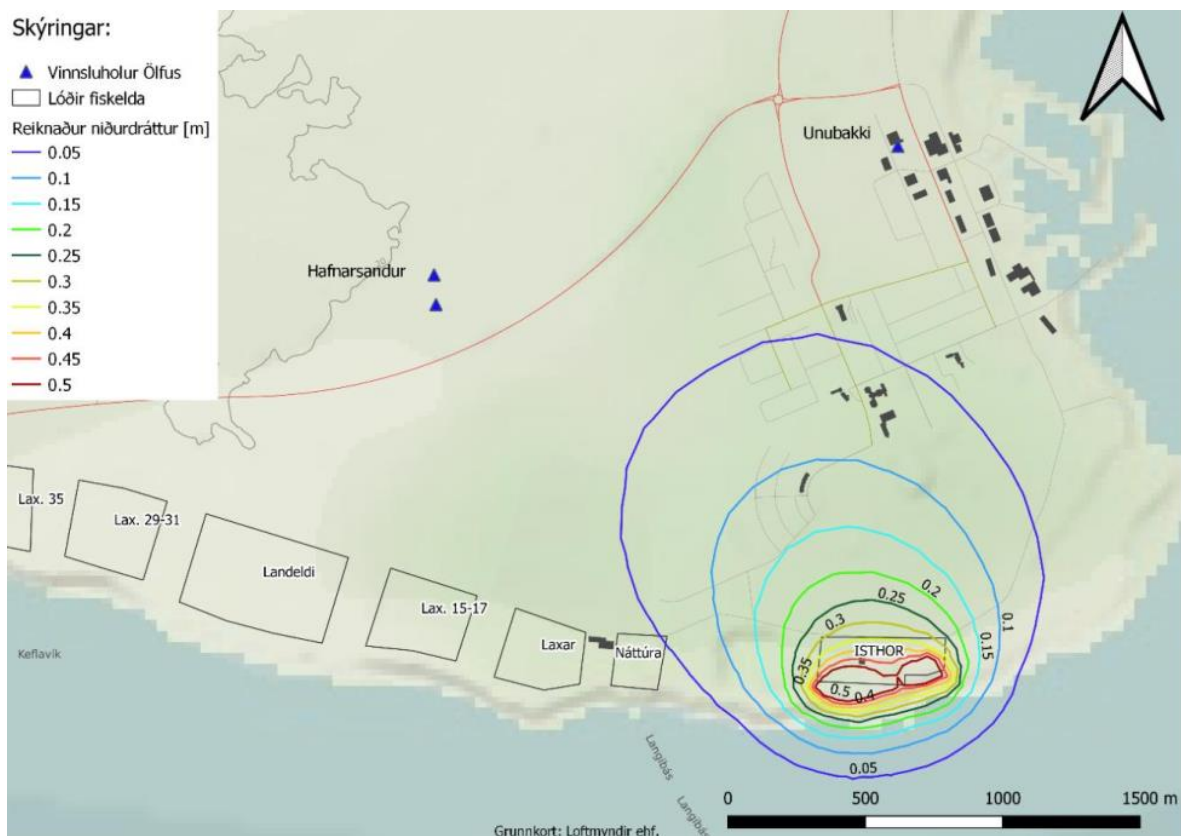 Skýringar:
Vinnsluholur Ölfus
Lóðir fiskelda
Reiknaður niðurdráttur [m]
0.05
0.1
0.15
0.2
0.25
0.3
0.35
0.4
0.45
0.5
Unubakki
Hafnarsandur
20
Lax. 35
Lax. 29-31
Landeldi
Lax. 15-17
Laxar
Náttúra
ISTHOR
0.2
0.25
0.3
0.1
0.15
0.35
0.5
0.4
0.05
Keflavík
Langibás
Langibás
0
500
1000
1500 m
Grunnkort: Loftmyndir ehf.